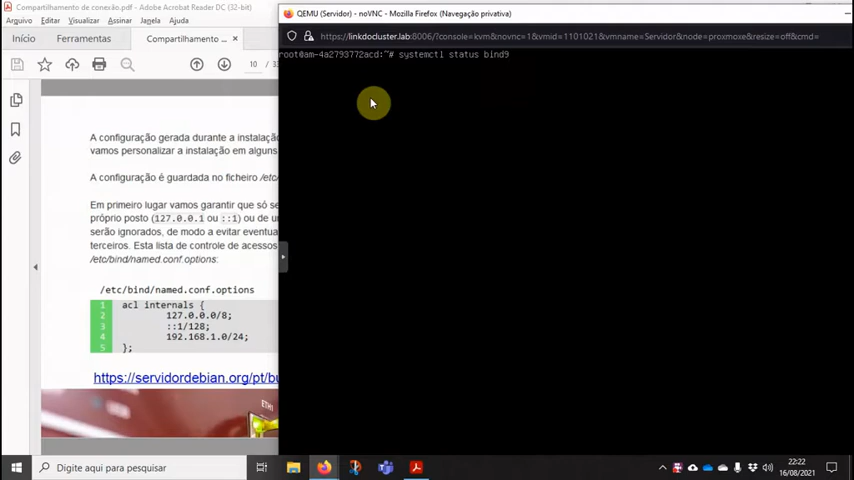 Compartilhamento de conexão.pdf - Adobe Acrobat Reader DC (32-bit)
Arquivo Editar Visualizar Assinar Janela Ajuda
Início Ferramentas Compartilhamento d... ×
10 / 33
A configuração gerada durante a instalaçã
vamos personalizar a instalação em alguns
A configuração é guardada no ficheiro /etc/
Em primeiro lugar vamos garantir que só se
próprio posto (127.0.0.1 ou ::1) ou de un
serão ignorados, de modo a evitar eventua
terceiros. Esta lista de controle de acessos
/etc/bind/named.conf.options:
/etc/bind/named.conf.options
1 acl internals {
2 127.0.0.0/8;
3 ::1/128;
4 192.168.1.0/24;
5 };
https://servidordebian.org/pt/bu
ETHI
QEMU (Servidor) - noVNC - Mozilla Firefox (Navegação privativa)
https://linkdocluster.lab:8006/?console=kvm&novnc=1&vmid=1101021&vmname=Servidor&node=proxmoxe&resize=off&cmd=
root@am-4a2793772acd:~# systemctl status bind9
Digite aqui para pesquisar
22:22
16/08/2021